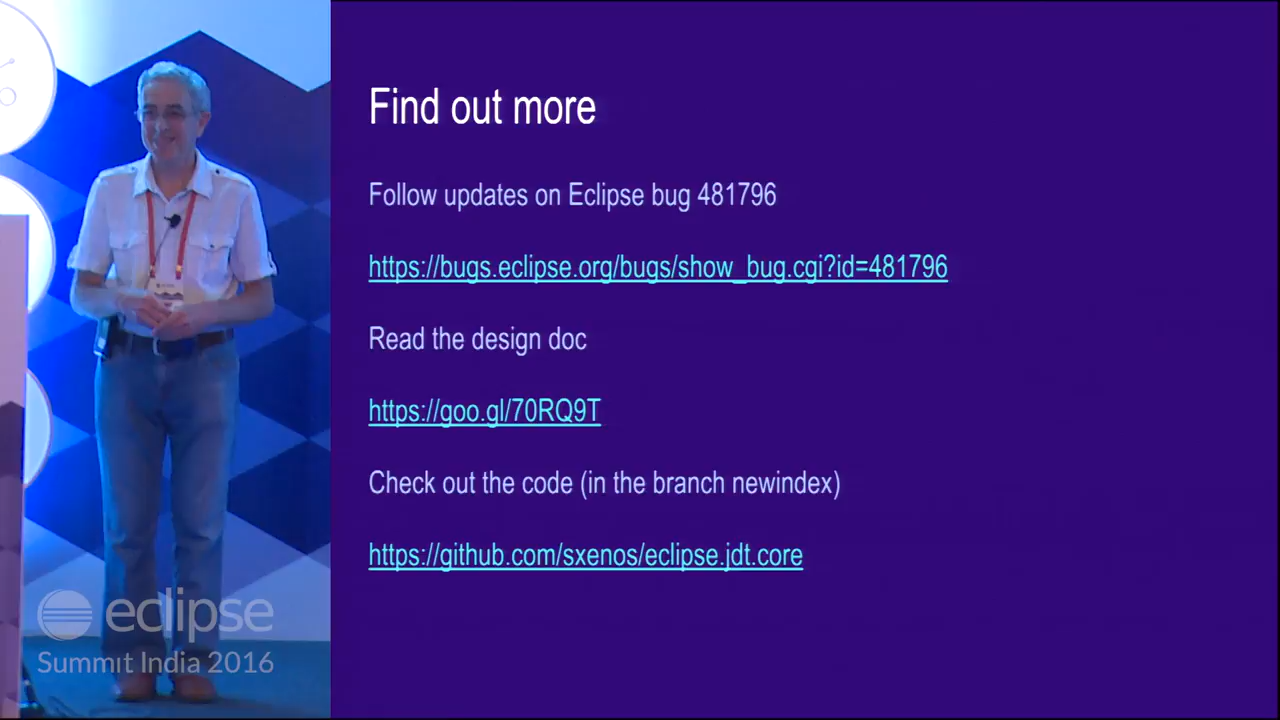 Find out more
Follow updates on Eclipse bug 481796
https://bugs.eclipse.org/bugs/show_bug.cgi?id=481796
Read the design doc
https://goo.gl/70RQ9T
Check out the code (in the branch newindex)
https://github.com/sxenos/eclipse.jdt.core
eclipse
Summit India 2016